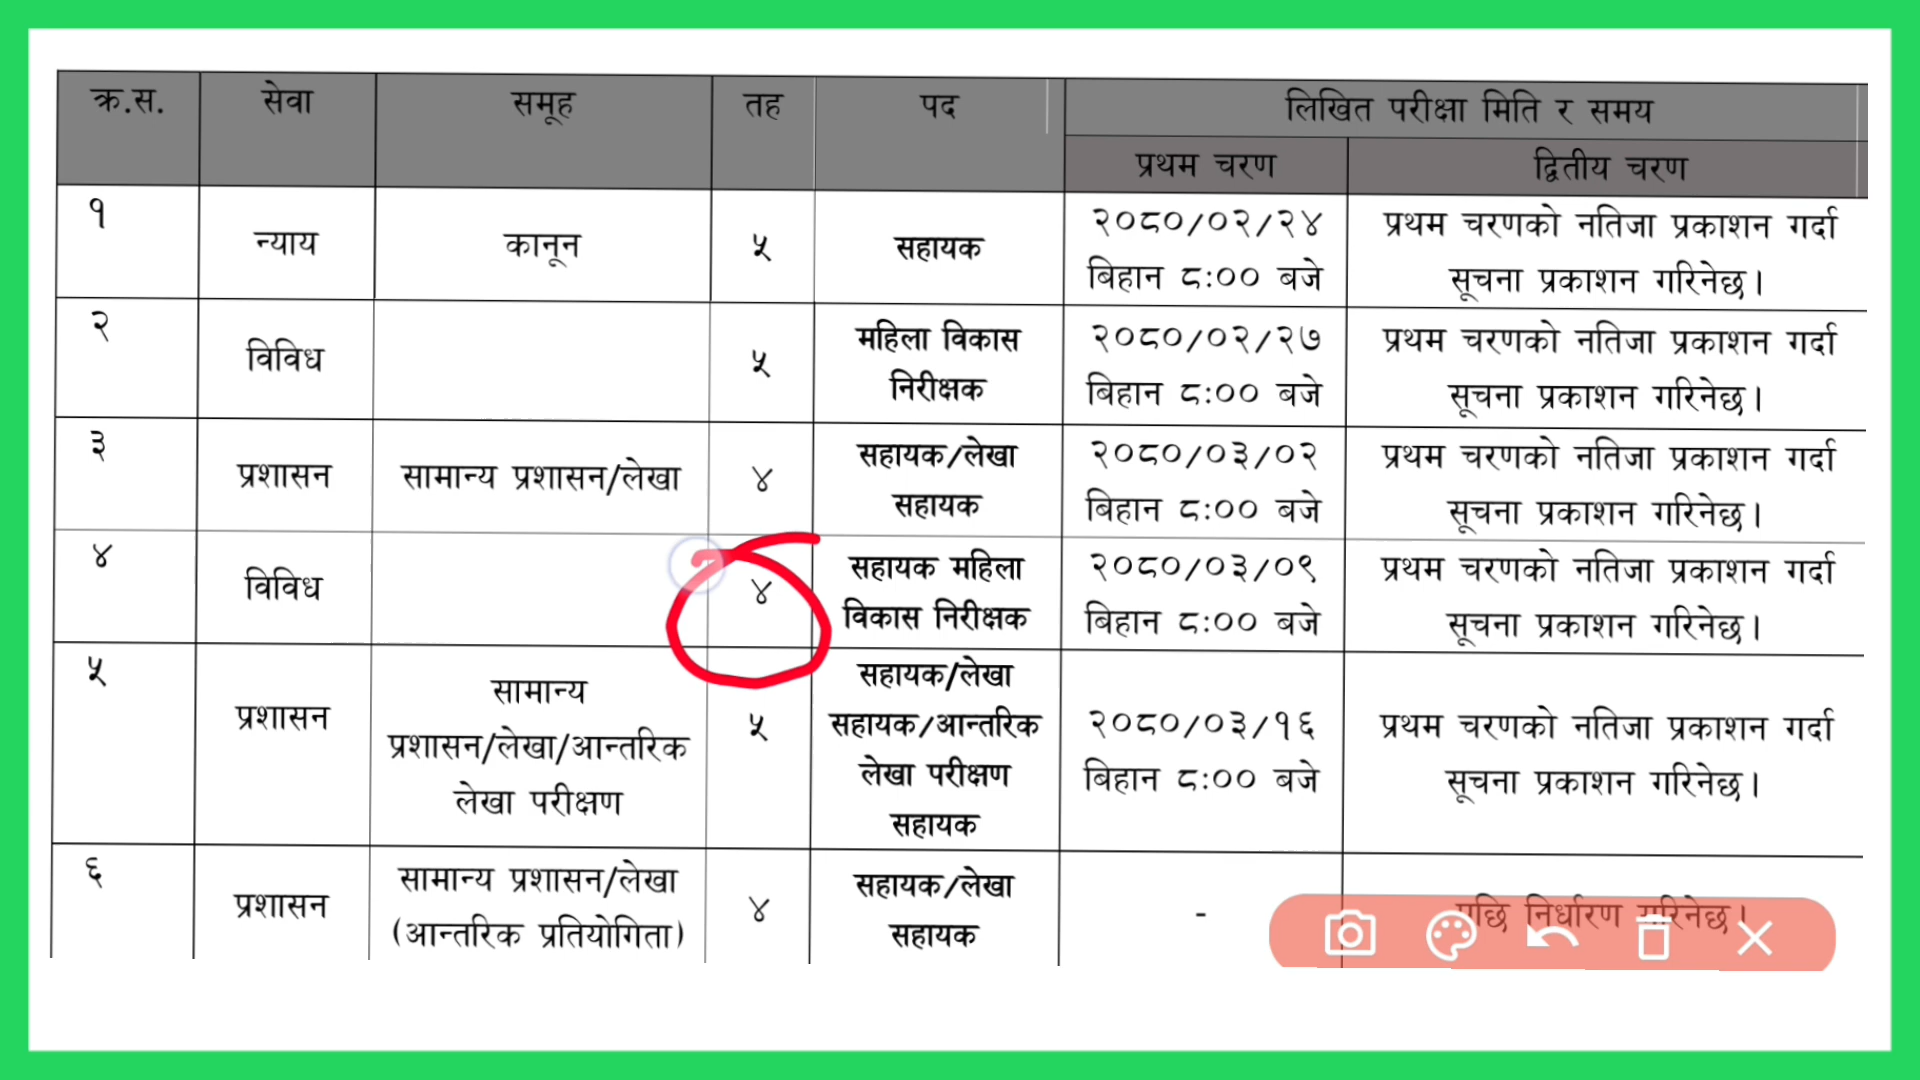 क्र.स. सेवा समूह तह पद लिखित परीक्षा मिति र समय
प्रथम चरण द्वितीय चरण
१ न्याय कानून ५ सहायक २०८०/०२/२४ प्रथम चरणको नतिजा प्रकाशन गर्दा
बिहान ८:०० बजे सूचना प्रकाशन गरिनेछ।
२ विविध ५ महिला विकास २०८०/०२/२७ प्रथम चरणको नतिजा प्रकाशन गर्दा
निरीक्षक बिहान ८:०० बजे सूचना प्रकाशन गरिनेछ।
३ प्रशासन सामान्य प्रशासन/लेखा ४ सहायक/लेखा २०८०/०३/०२ प्रथम चरणको नतिजा प्रकाशन गर्दा
सहायक बिहान ८:०० बजे सूचना प्रकाशन गरिनेछ।
४ विविध ४ सहायक महिला २०८०/०३/०९ प्रथम चरणको नतिजा प्रकाशन गर्दा
विकास निरीक्षक बिहान ८:०० बजे सूचना प्रकाशन गरिनेछ।
५ प्रशासन सामान्य ५ सहायक/लेखा २०८०/०३/१६ प्रथम चरणको नतिजा प्रकाशन गर्दा
प्रशासन/लेखा/आन्तरिक सहायक/आन्तरिक बिहान ८:०० बजे सूचना प्रकाशन गरिनेछ।
लेखा परीक्षण लेखा परीक्षण
सहायक
६ प्रशासन सामान्य प्रशासन/लेखा ४ सहायक/लेखा - पछि निर्धारण गरिनेछ।
(आन्तरिक प्रतियोगिता) सहायक